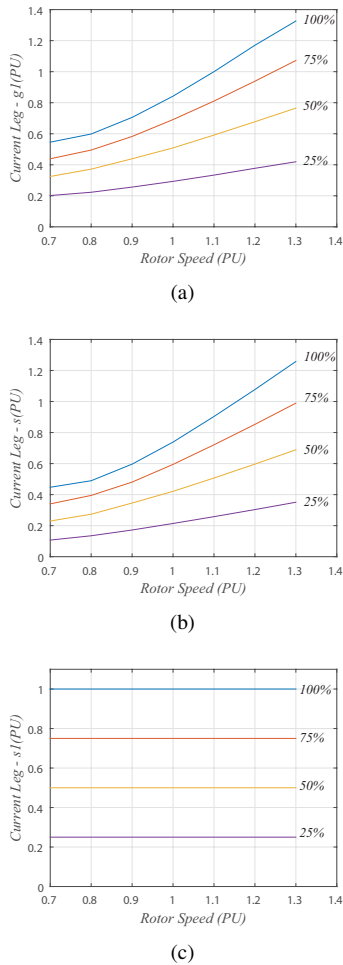 1.4
1.2
1
0.8
0.6
0.4
0.2
0
Current Leg - g1(PU)
100%
75%
50%
25%
0.7 0.8 0.9 1 1.1 1.2 1.3 1.4
Rotor Speed (PU)
(a)
1.4
1.2
1
0.8
0.6
0.4
0.2
0
Current Leg - s(PU)
100%
75%
50%
25%
0.7 0.8 0.9 1 1.1 1.2 1.3 1.4
Rotor Speed (PU)
(b)
1
0.8
0.6
0.4
0.2
0
Current Leg - s1(PU)
100%
75%
50%
25%
0.7 0.8 0.9 1 1.1 1.2 1.3 1.4
Rotor Speed (PU)
(c)